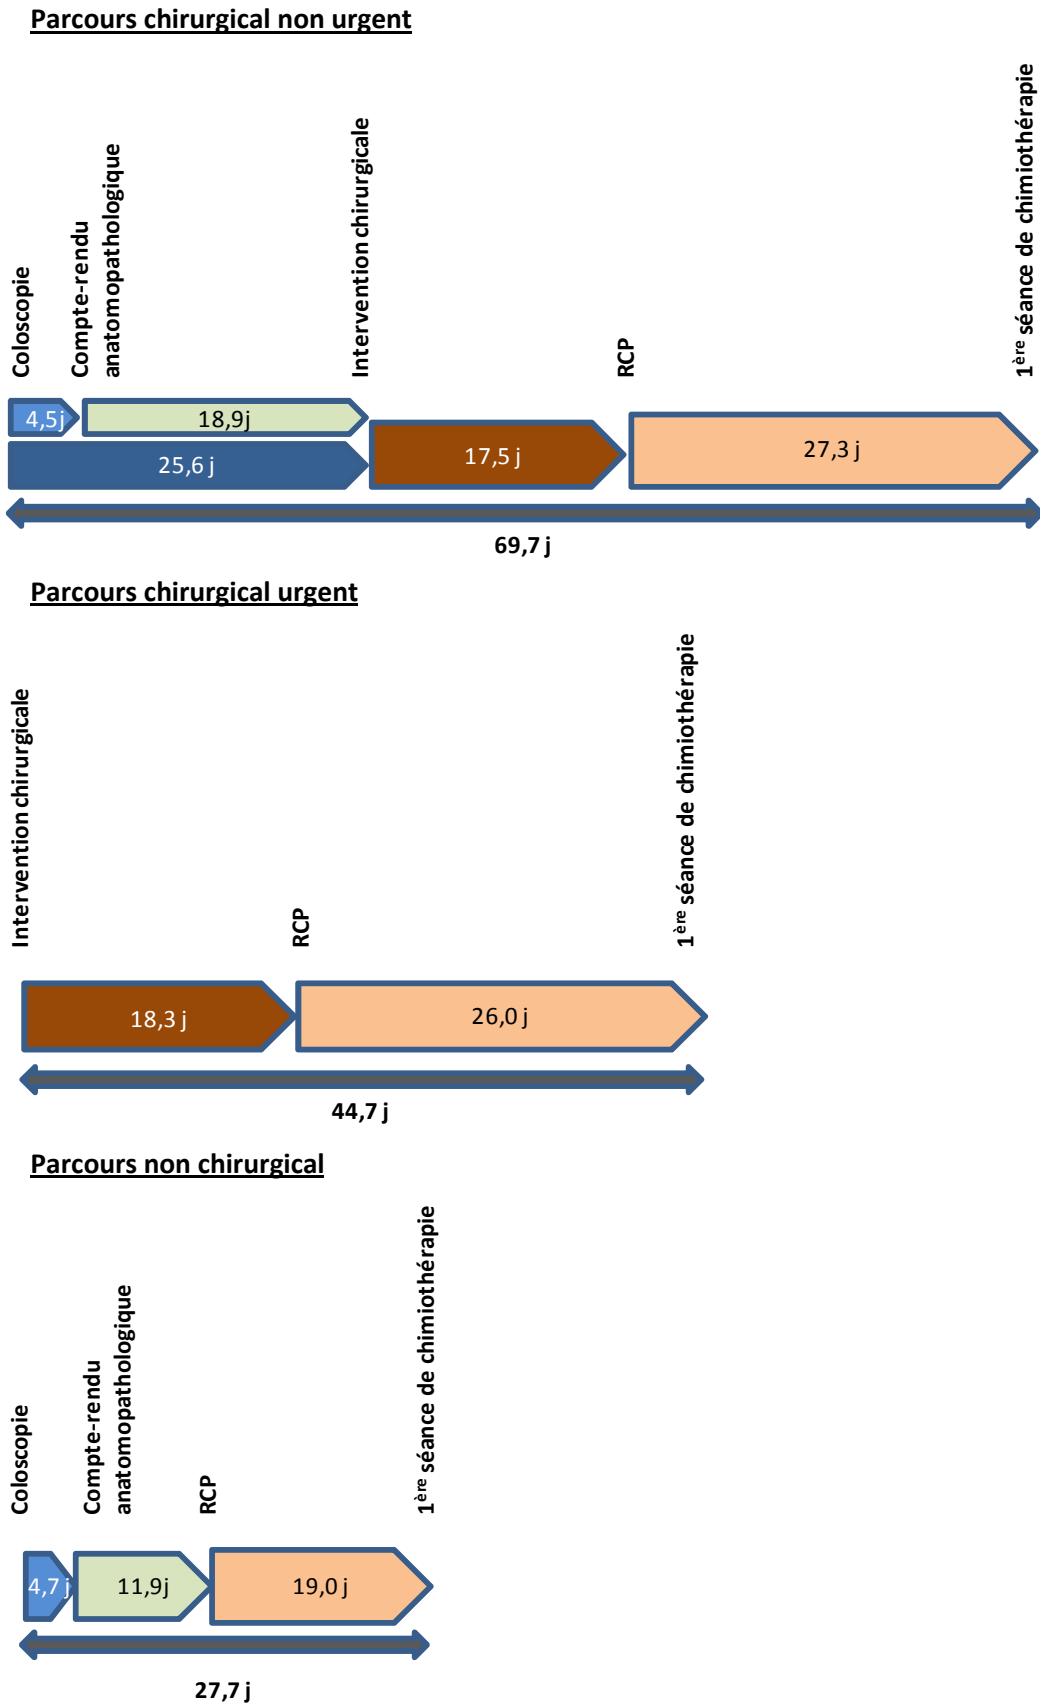 Parcours chirurgical non urgent
Coloscopie
Compte-rendu
anatomopathologique
Intervention chirurgicale
RCP
1ère séance de chimiothérapie
4,5j
18,9j
25,6 j
17,5 j
27,3 j
69,7 j
Parcours chirurgical urgent
Intervention chirurgicale
RCP
1ère séance de chimiothérapie
18,3 j
26,0 j
44,7 j
Parcours non chirurgical
Coloscopie
Compte-rendu
anatomopathologique
RCP
1ère séance de chimiothérapie
4,7 j
11,9j
19,0 j
27,7 j